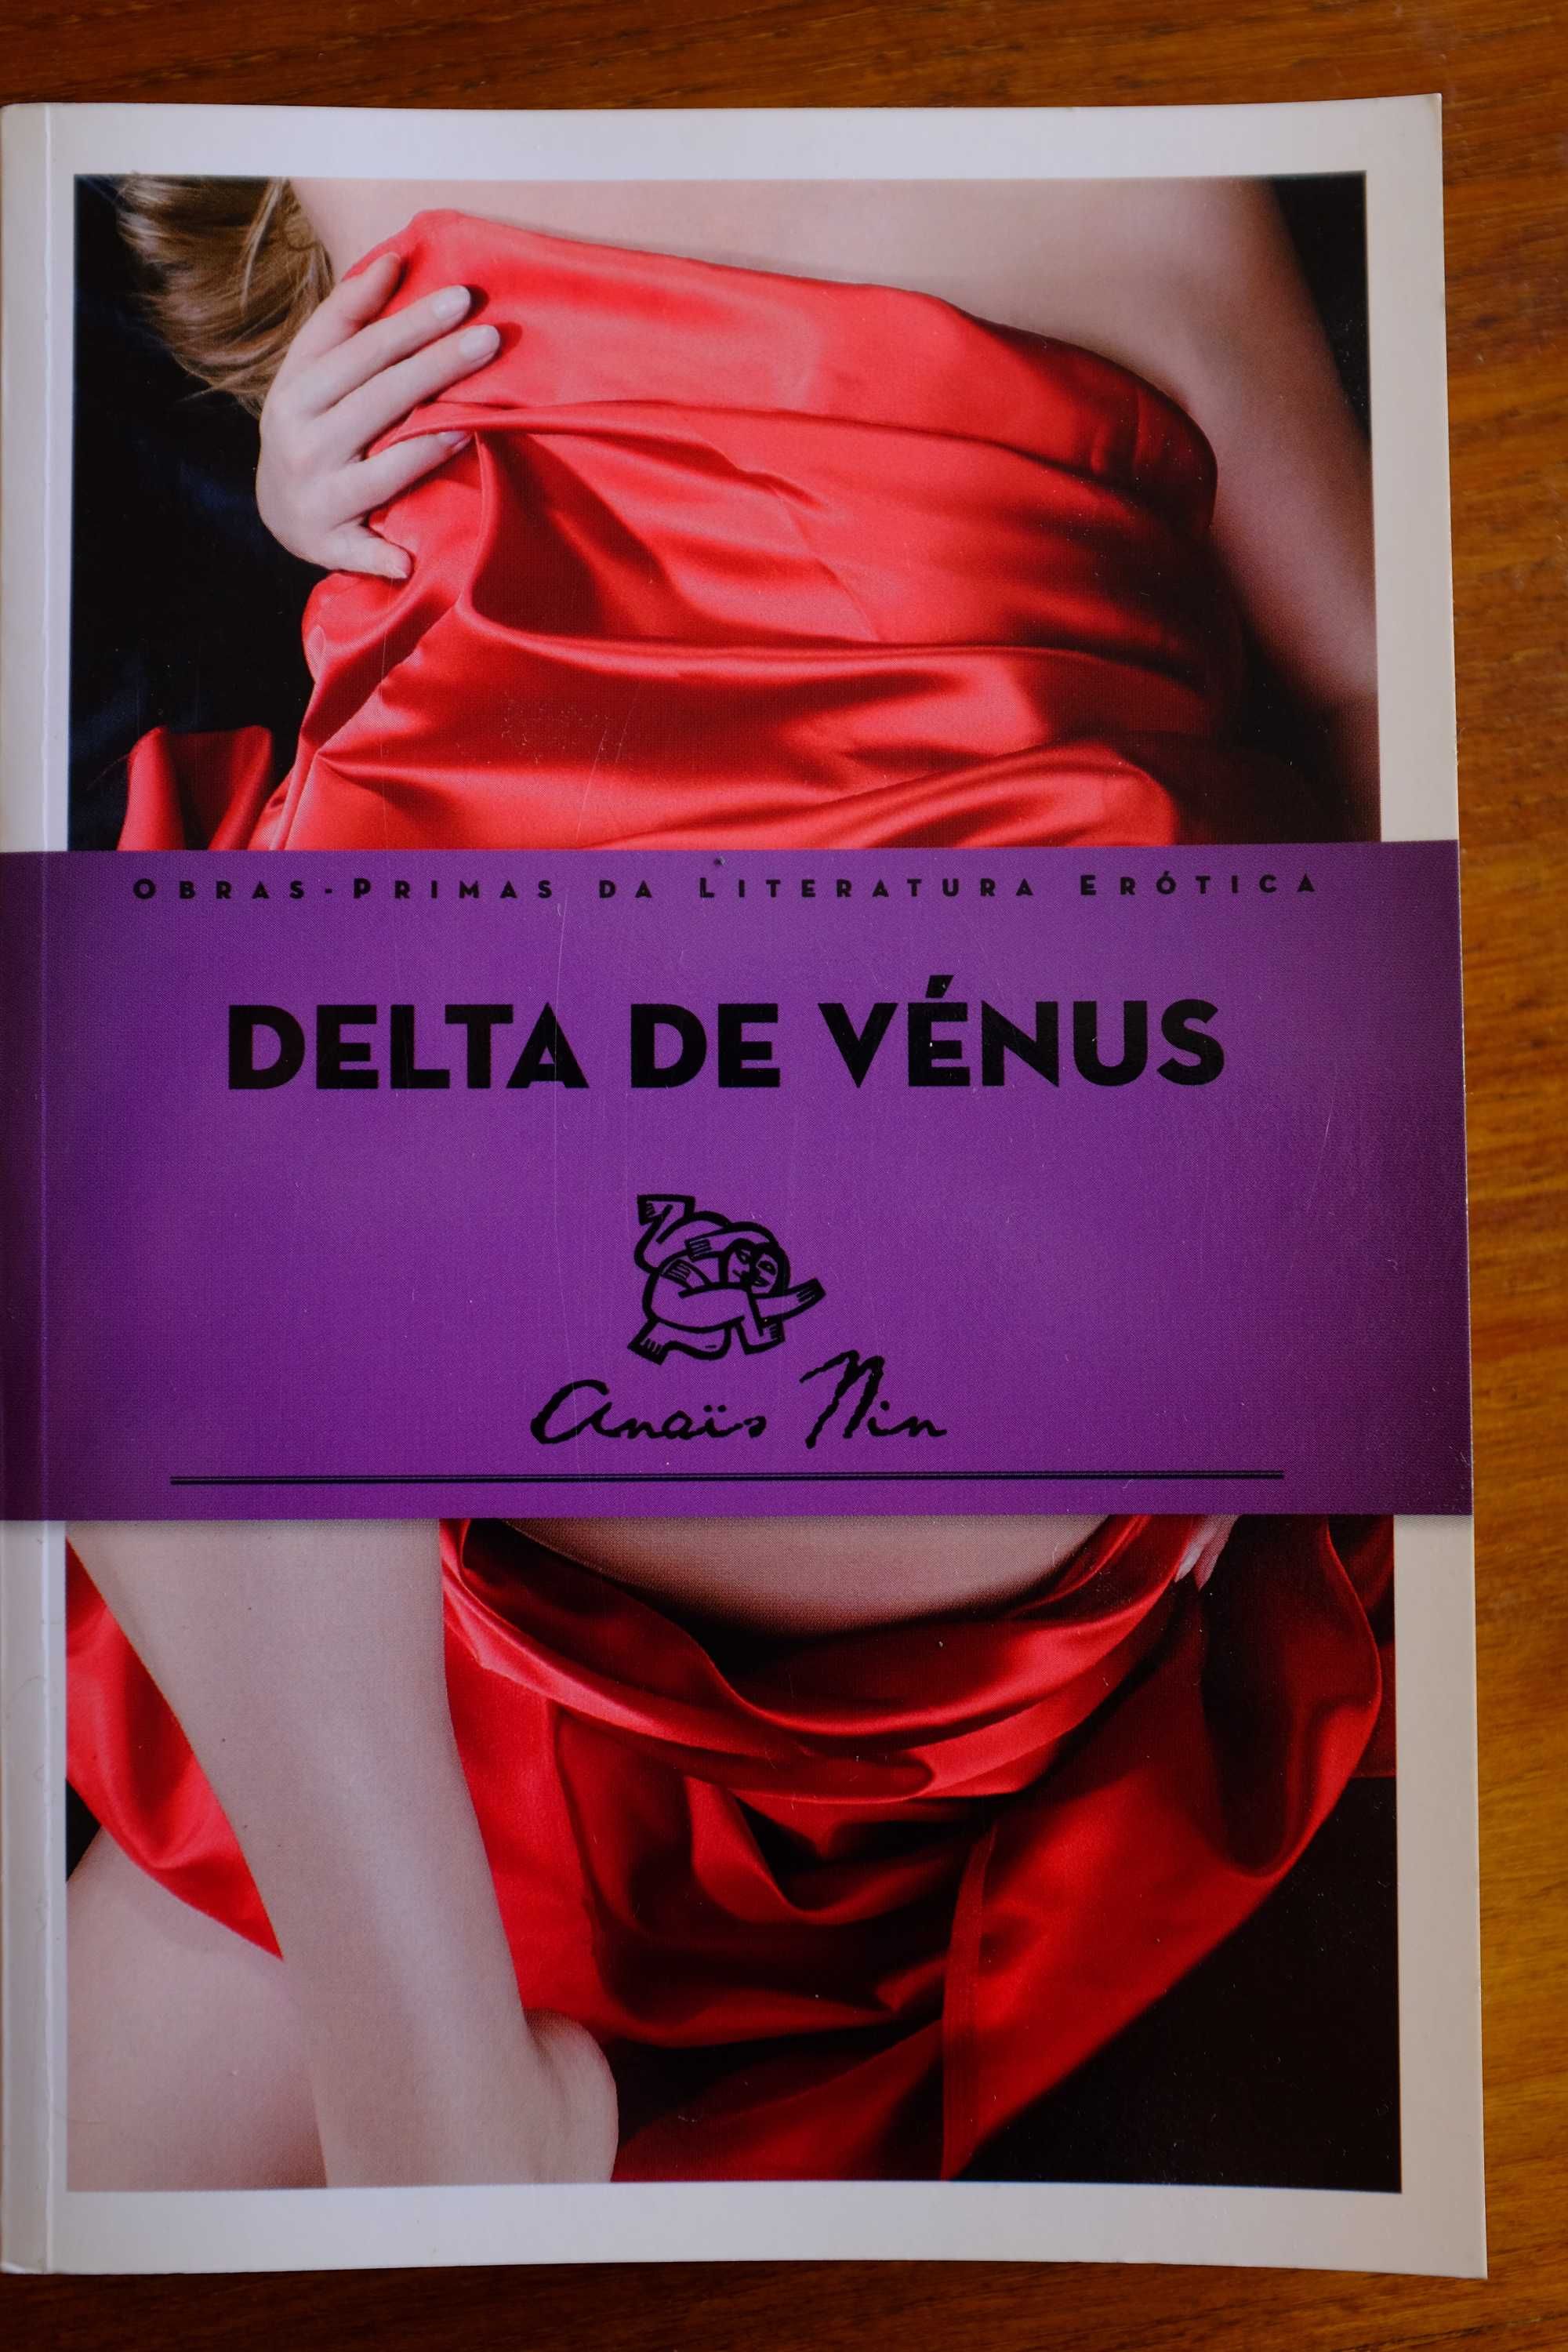 Obras-Primas da Literatura Erótica
DELTA DE VÉNUS
Anaïs Nin